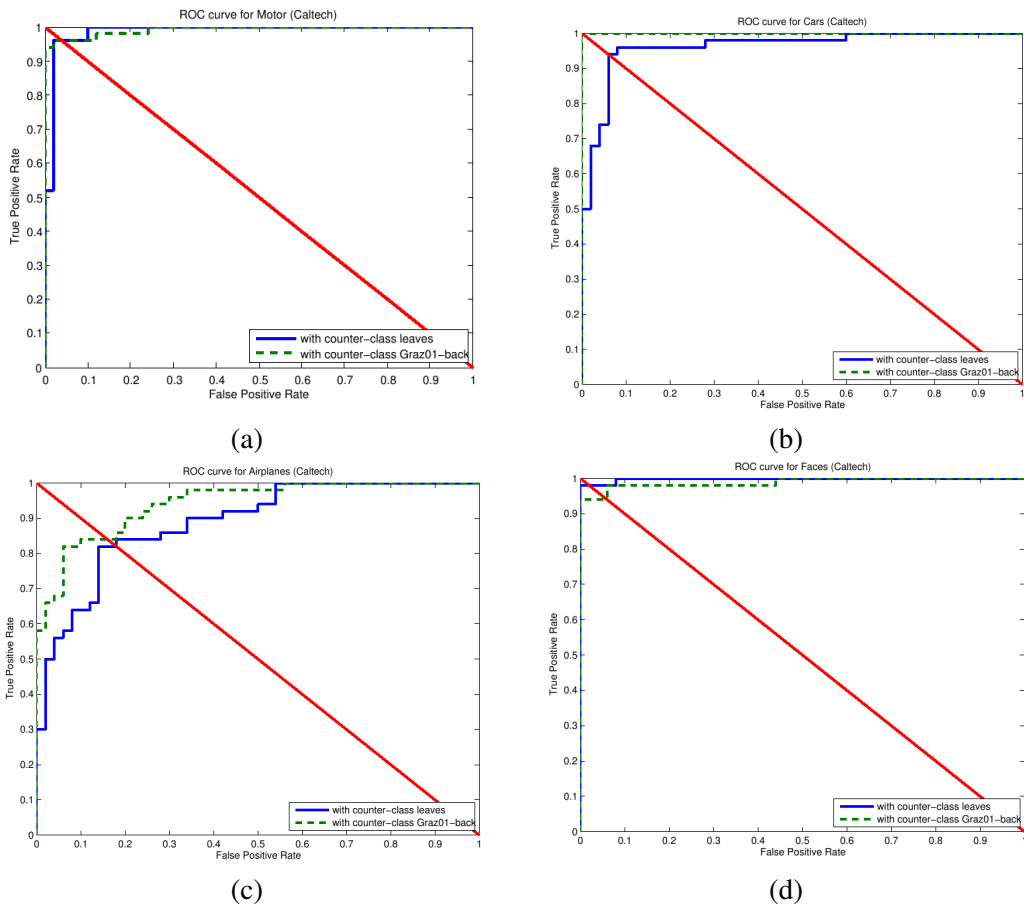 ROC curve for Motor (Caltech)
True Positive Rate
1
0.9
0.8
0.7
0.6
0.5
0.4
0.3
0.2
0.1
0
with counter−class leaves
with counter−class Graz01−back
0 0.1 0.2 0.3 0.4 0.5 0.6 0.7 0.8 0.9 1
False Positive Rate
(a)
ROC curve for Cars (Caltech)
True Positive Rate
1
0.9
0.8
0.7
0.6
0.5
0.4
0.3
0.2
0.1
0
with counter−class leaves
with counter−class Graz01−back
0 0.1 0.2 0.3 0.4 0.5 0.6 0.7 0.8 0.9 1
False Positive Rate
(b)
ROC curve for Airplanes (Caltech)
True Positive Rate
1
0.9
0.8
0.7
0.6
0.5
0.4
0.3
0.2
0.1
0
with counter−class leaves
with counter−class Graz01−back
0 0.1 0.2 0.3 0.4 0.5 0.6 0.7 0.8 0.9 1
False Positive Rate
(c)
ROC curve for Faces (Caltech)
True Positive Rate
1
0.9
0.8
0.7
0.6
0.5
0.4
0.3
0.2
0.1
0
with counter−class leaves
with counter−class Graz01−back
0 0.1 0.2 0.3 0.4 0.5 0.6 0.7 0.8 0.9 1
False Positive Rate
(d)